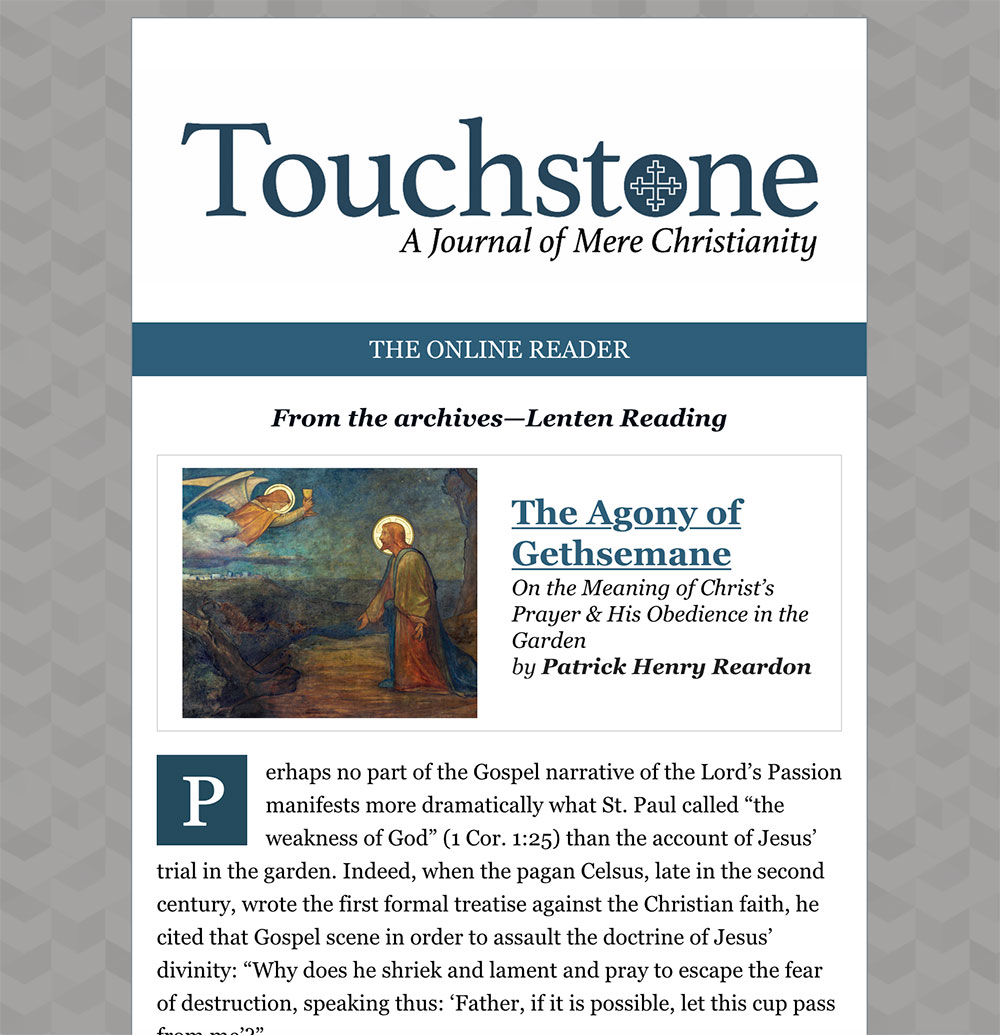 Touchstone
A Journal of Mere Christianity
THE ONLINE READER
From the archives—Lenten Reading
The Agony of
Gethsemane
On the Meaning of Christ’s
Prayer & His Obedience in the
Garden
by Patrick Henry Reardon
Perhaps no part of the Gospel narrative of the Lord’s Passion
manifests more dramatically what St. Paul called “the
weakness of God” (1 Cor. 1:25) than the account of Jesus’
trial in the garden. Indeed, when the pagan Celsus, late in the second
century, wrote the first formal treatise against the Christian faith, he
cited that Gospel scene in order to assault the doctrine of Jesus’
divinity: “Why does he shriek and lament and pray to escape the fear
of destruction, speaking thus: ‘Father, if it is possible, let this cup pass
from me’?”